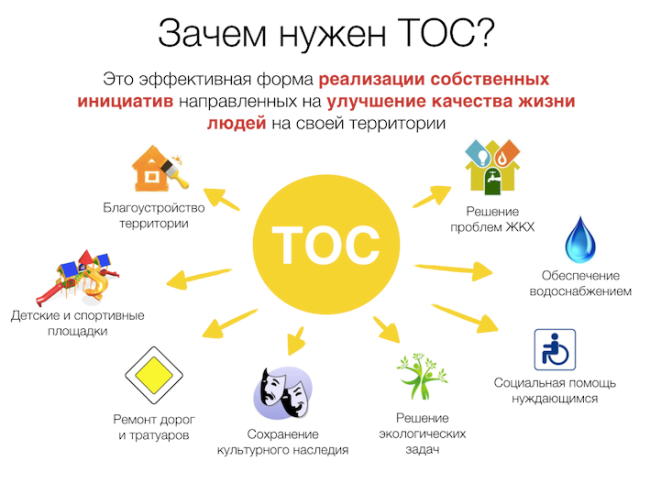 Зачем нужен ТОС?
Это эффективная форма реализации собственных
инициатив направленных на улучшение качества жизни
людей на своей территории
Благоустройство
территории
Решение
проблем ЖКХ
ТОС
Обеспечение
водоснабжением
Детские и спортивные
площадки
Социальная помощь
нуждающимся
Ремонт дорог
и тратуаров
Сохранение
культурного наследия
Решение
экологических
задач